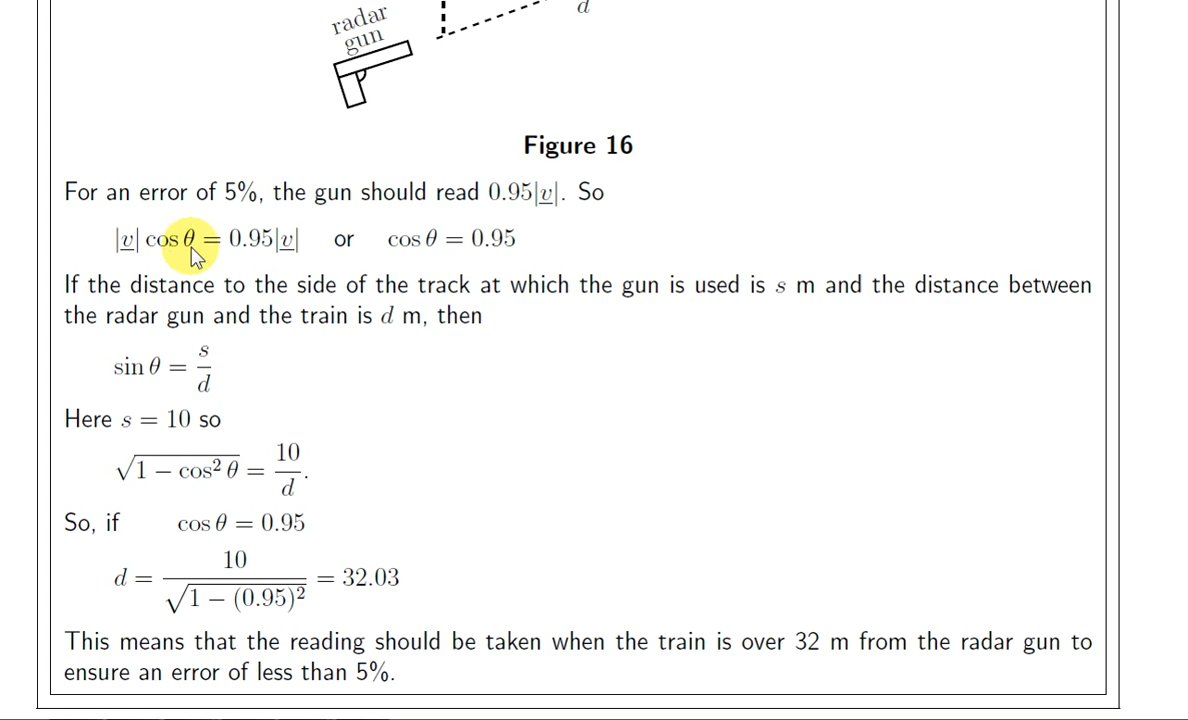 radar
gun
d
Figure 16
For an error of 5%, the gun should read 0.95|v|. So
|v| cos θ = 0.95|v| or cos θ = 0.95
If the distance to the side of the track at which the gun is used is s m and the distance between
the radar gun and the train is d m, then
sin θ = s/d
Here s = 10 so
√(1 − cos² θ) = 10/d.
So, if cos θ = 0.95
d = 10/√(1 − (0.95)²) = 32.03
This means that the reading should be taken when the train is over 32 m from the radar gun to
ensure an error of less than 5%.